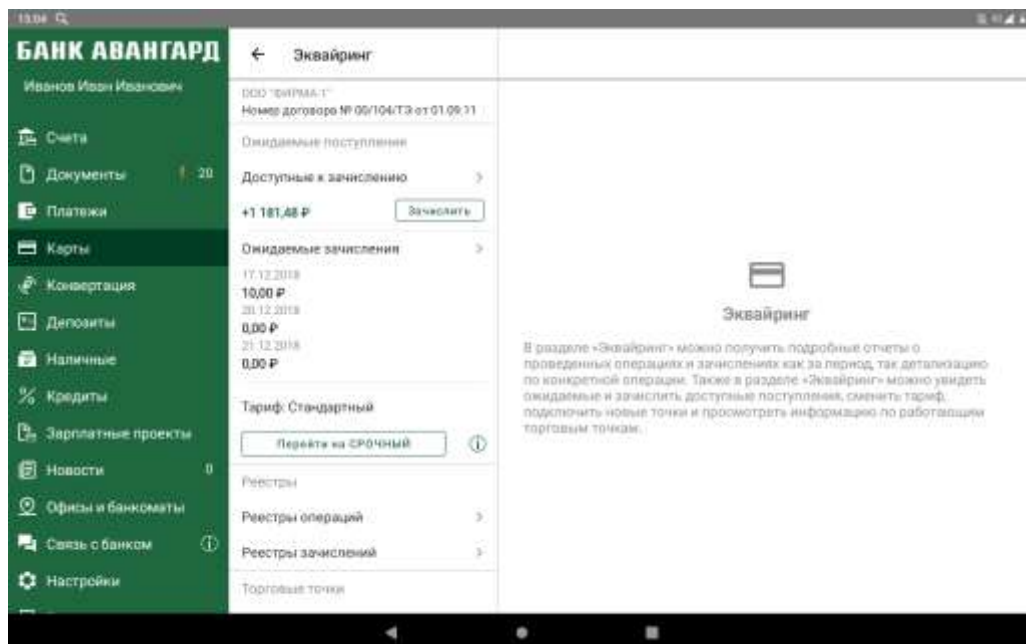 15:04
БАНК АВАНГАРД
Иванов Иван Иванович
Счета
Документы ! 20
Платежи
Карты
Конвертация
Депозиты
Наличные
Кредиты
Зарплатные проекты
Новости 0
Офисы и банкоматы
Связь с банком
Настройки
Эквайринг
ООО "ФИРМА-1"
Номер договора № 00/104/ТЭ от 01.09.11
Ожидаемые поступления
Доступные к зачислению
+1 181,48 ₽ Зачислить
Ожидаемые зачисления
17.12.2018
10,00 ₽
20.12.2018
0,00 ₽
21.12.2018
0,00 ₽
Тариф: Стандартный
Перейти на СРОЧНЫЙ
Реестры
Реестры операций
Реестры зачислений
Торговые точки
Эквайринг
В разделе «Эквайринг» можно получить подробные отчеты о
проведенных операциях и зачислениях как за период, так детализацию
по конкретной операции. Также в разделе «Эквайринг» можно увидеть
ожидаемые и зачислить доступные поступления, сменить тариф,
подключить новые точки и просмотреть информацию по работающим
торговым точкам.